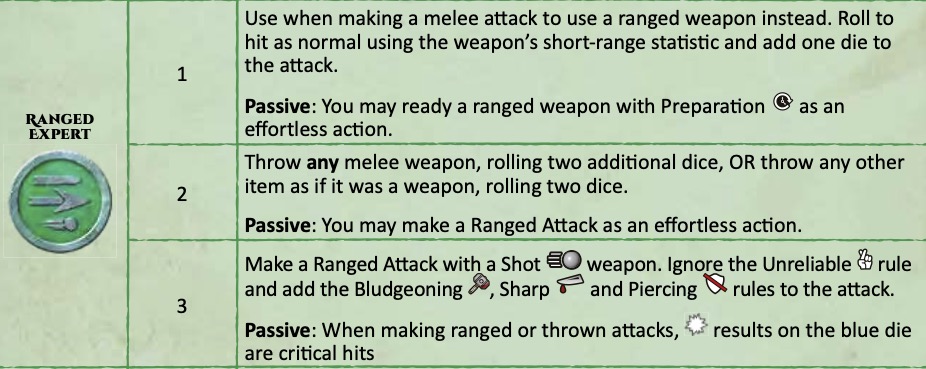 RANGED
EXPERT
1
Use when making a melee attack to use a ranged weapon instead. Roll to
hit as normal using the weapon's short-range statistic and add one die to
the attack.
Passive: You may ready a ranged weapon with Preparation as an
effortless action.
2
Throw any melee weapon, rolling two additional dice, OR throw any other
item as if it was a weapon, rolling two dice.
Passive: You may make a Ranged Attack as an effortless action.
3
Make a Ranged Attack with a Shot weapon. Ignore the Unreliable rule
and add the Bludgeoning , Sharp and Piercing rules to the attack.
Passive: When making ranged or thrown attacks, results on the blue die
are critical hits